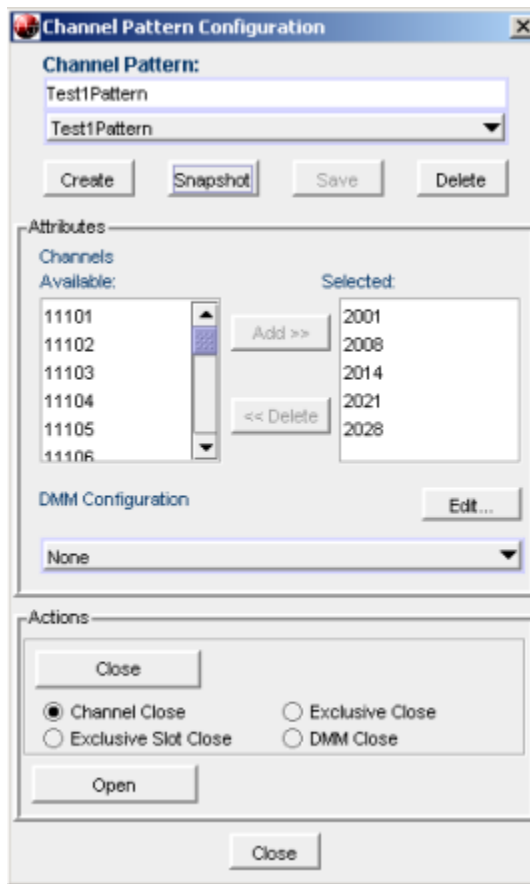 Channel Pattern Configuration
Channel Pattern:
Test1Pattern
Test1Pattern
Create Snapshot Save Delete
Attributes
Channels
Available: Selected:
11101 Add >> 2001
11102 2008
11103 2014
11104 << Delete 2021
11105 2028
11106
DMM Configuration Edit...
None
Actions
Close
Channel Close Exclusive Close
Exclusive Slot Close DMM Close
Open
Close